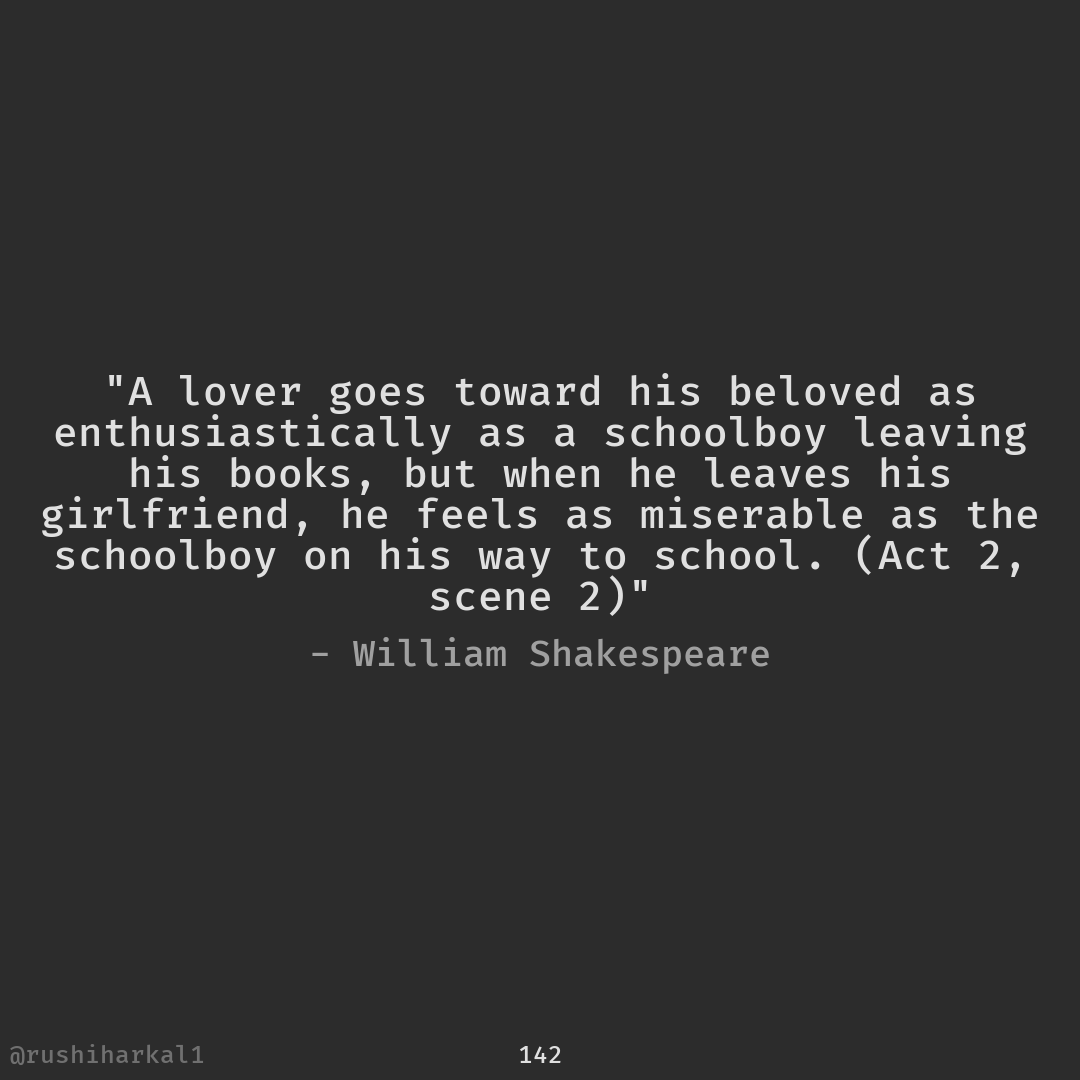 "A lover goes toward his beloved as
enthusiastically as a schoolboy leaving
his books, but when he leaves his
girlfriend, he feels as miserable as the
schoolboy on his way to school. (Act 2,
scene 2)"
– William Shakespeare
@rushiharkal1
142